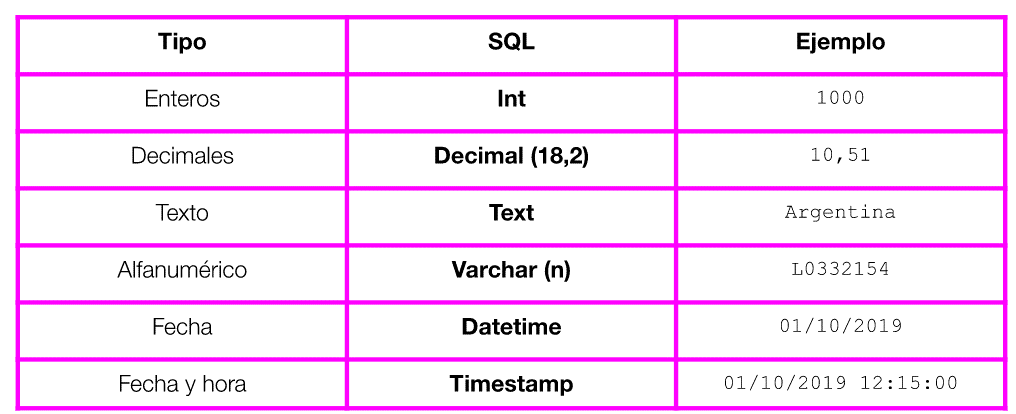 Tipo SQL Ejemplo
Enteros Int 1000
Decimales Decimal (18,2) 10,51
Texto Text Argentina
Alfanumérico Varchar (n) L0332154
Fecha Datetime 01/10/2019
Fecha y hora Timestamp 01/10/2019 12:15:00